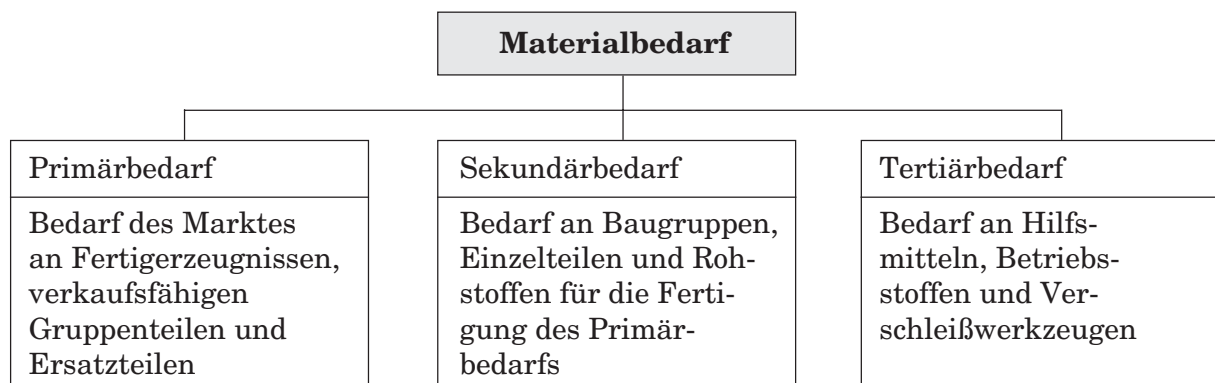 Materialbedarf
Primärbedarf
Bedarf des Marktes
an Fertigerzeugnissen,
verkaufsfähigen
Gruppenteilen und
Ersatzteilen
Sekundärbedarf
Bedarf an Baugruppen,
Einzelteilen und Roh-
stoffen für die Ferti-
gung des Primär-
bedarfs
Tertiärbedarf
Bedarf an Hilfs-
mitteln, Betriebs-
stoffen und Ver-
schleißwerkzeugen